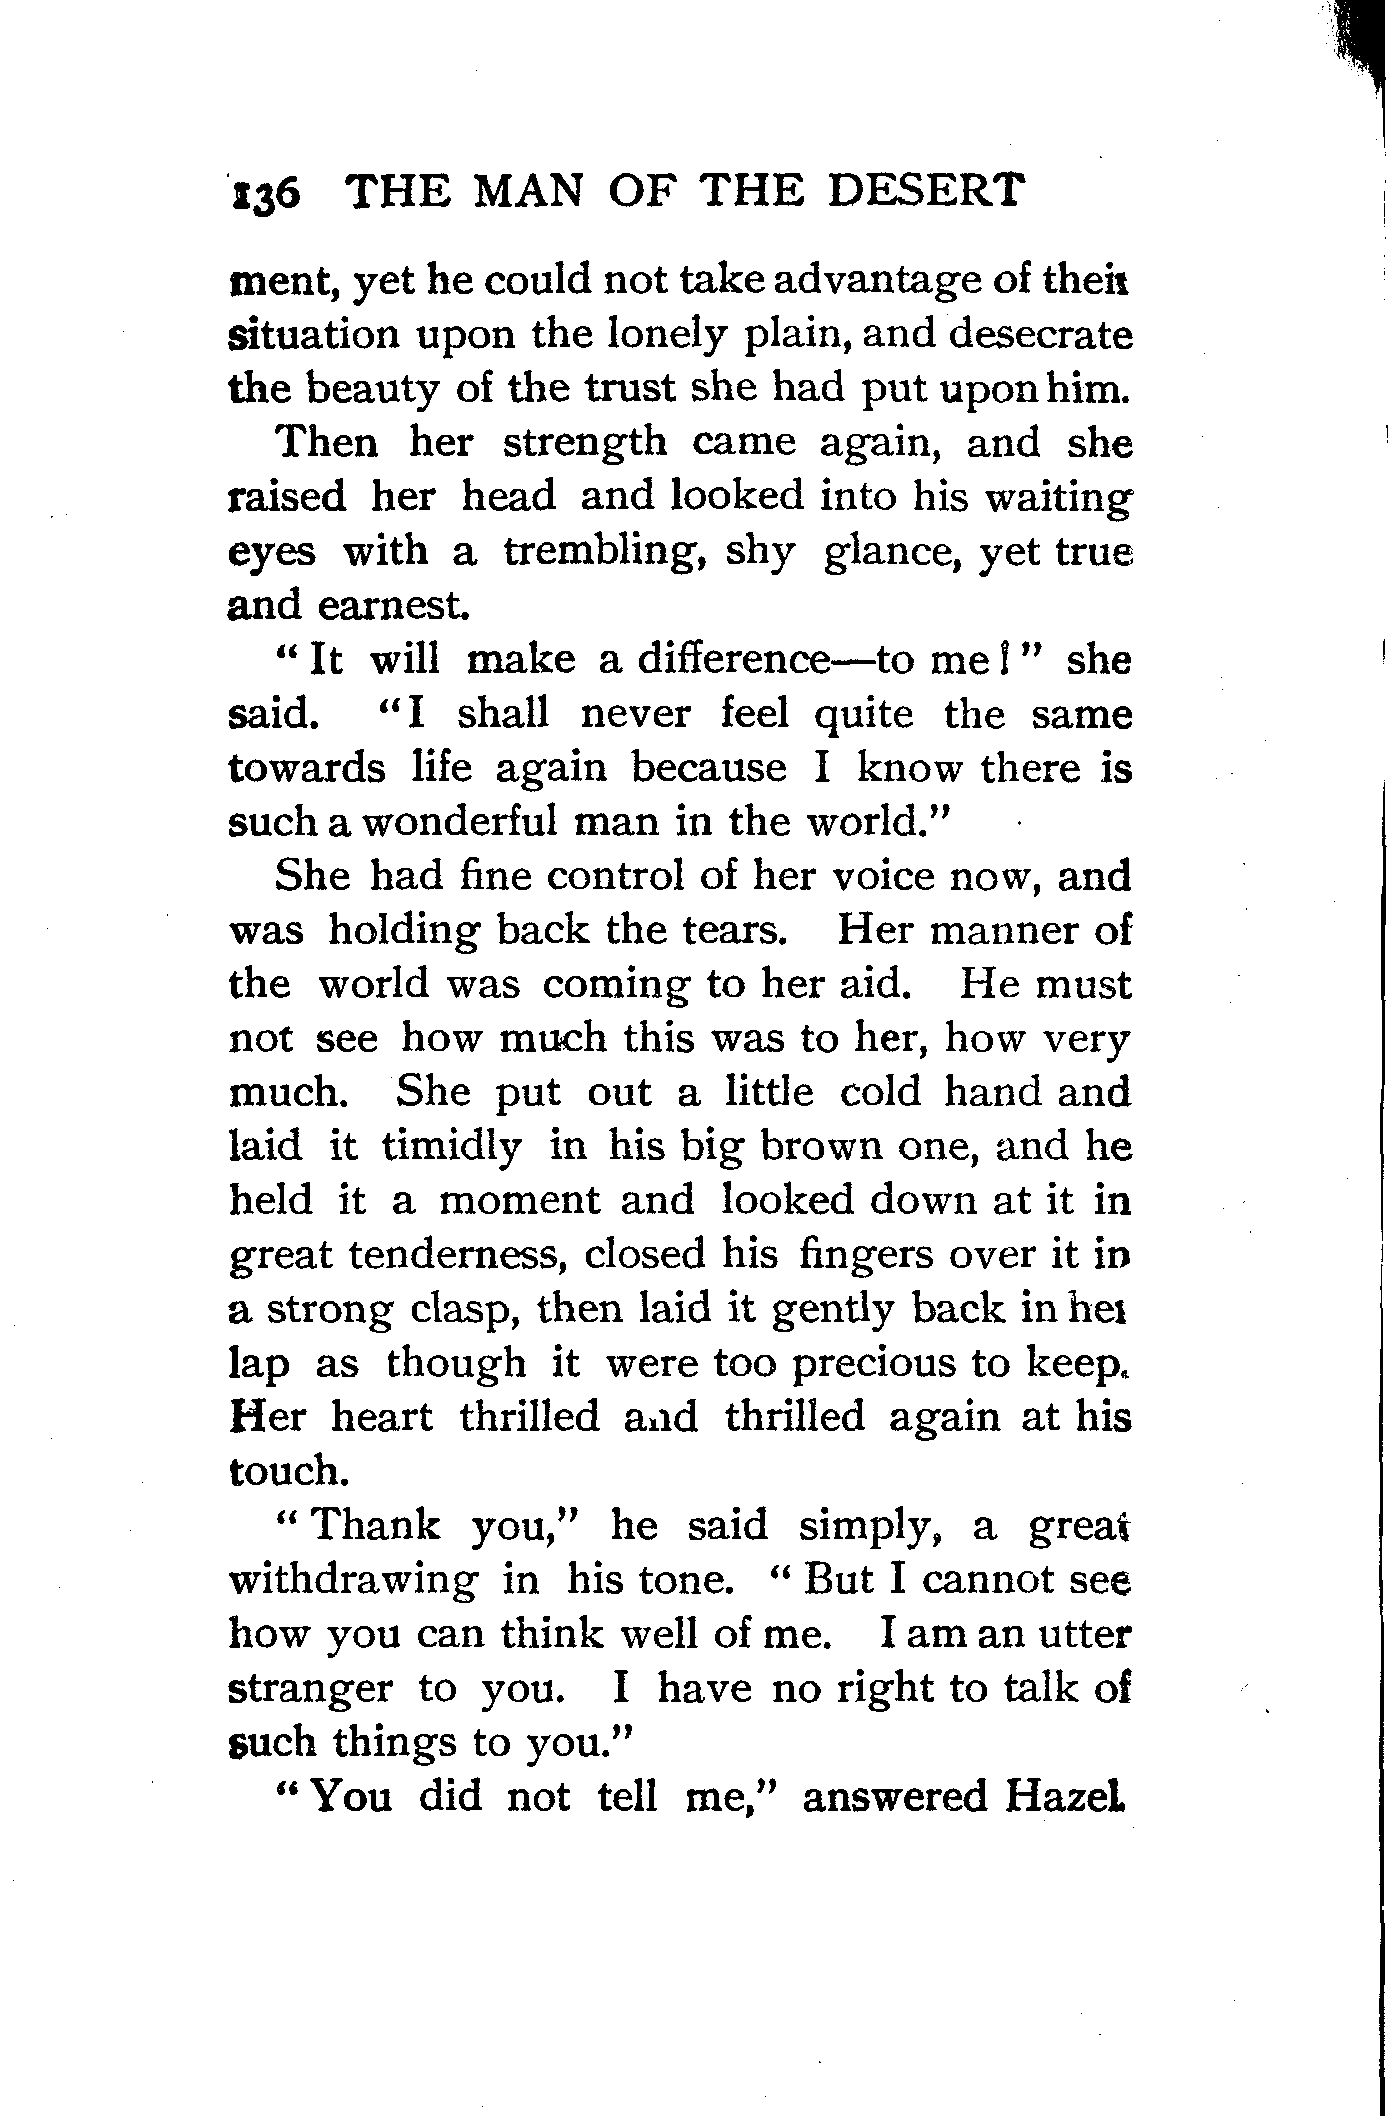 136 THE MAN OF THE DESERT
ment, yet he could not take advantage of their
situation upon the lonely plain, and desecrate
the beauty of the trust she had put upon him.
Then her strength came again, and she
raised her head and looked into his waiting
eyes with a trembling, shy glance, yet true
and earnest.
“It will make a difference—to me!” she
said. “I shall never feel quite the same
towards life again because I know there is
such a wonderful man in the world.”
She had fine control of her voice now, and
was holding back the tears. Her manner of
the world was coming to her aid. He must
not see how much this was to her, how very
much. She put out a little cold hand and
laid it timidly in his big brown one, and he
held it a moment and looked down at it in
great tenderness, closed his fingers over it in
a strong clasp, then laid it gently back in her
lap as though it were too precious to keep.
Her heart thrilled and thrilled again at his
touch.
“Thank you,” he said simply, a great
withdrawing in his tone. “But I cannot see
how you can think well of me. I am an utter
stranger to you. I have no right to talk of
such things to you.”
“You did not tell me,” answered Hazel